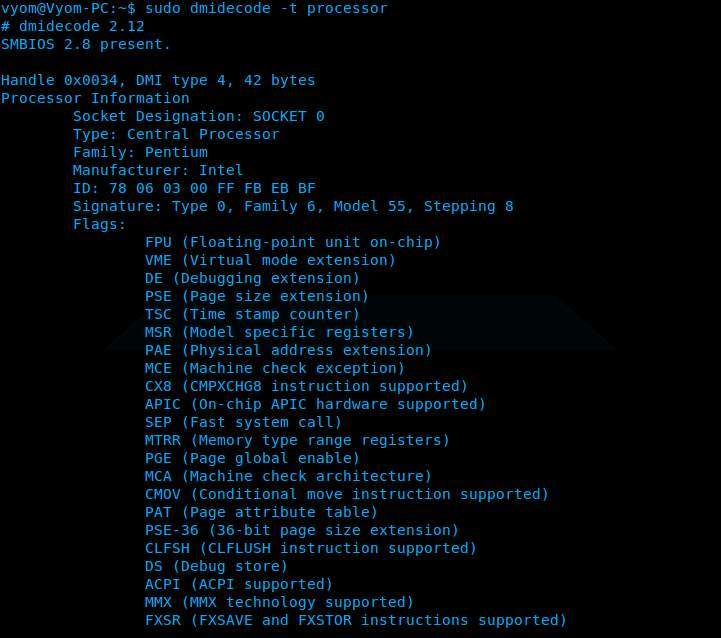 vyom@Vyom-PC:~$ sudo dmidecode -t processor
# dmidecode 2.12
SMBIOS 2.8 present.

Handle 0x0034, DMI type 4, 42 bytes
Processor Information
        Socket Designation: SOCKET 0
        Type: Central Processor
        Family: Pentium
        Manufacturer: Intel
        ID: 78 06 03 00 FF FB EB BF
        Signature: Type 0, Family 6, Model 55, Stepping 8
        Flags:
                FPU (Floating-point unit on-chip)
                VME (Virtual mode extension)
                DE (Debugging extension)
                PSE (Page size extension)
                TSC (Time stamp counter)
                MSR (Model specific registers)
                PAE (Physical address extension)
                MCE (Machine check exception)
                CX8 (CMPXCHG8 instruction supported)
                APIC (On-chip APIC hardware supported)
                SEP (Fast system call)
                MTRR (Memory type range registers)
                PGE (Page global enable)
                MCA (Machine check architecture)
                CMOV (Conditional move instruction supported)
                PAT (Page attribute table)
                PSE-36 (36-bit page size extension)
                CLFSH (CLFLUSH instruction supported)
                DS (Debug store)
                ACPI (ACPI supported)
                MMX (MMX technology supported)
                FXSR (FXSAVE and FXSTOR instructions supported)